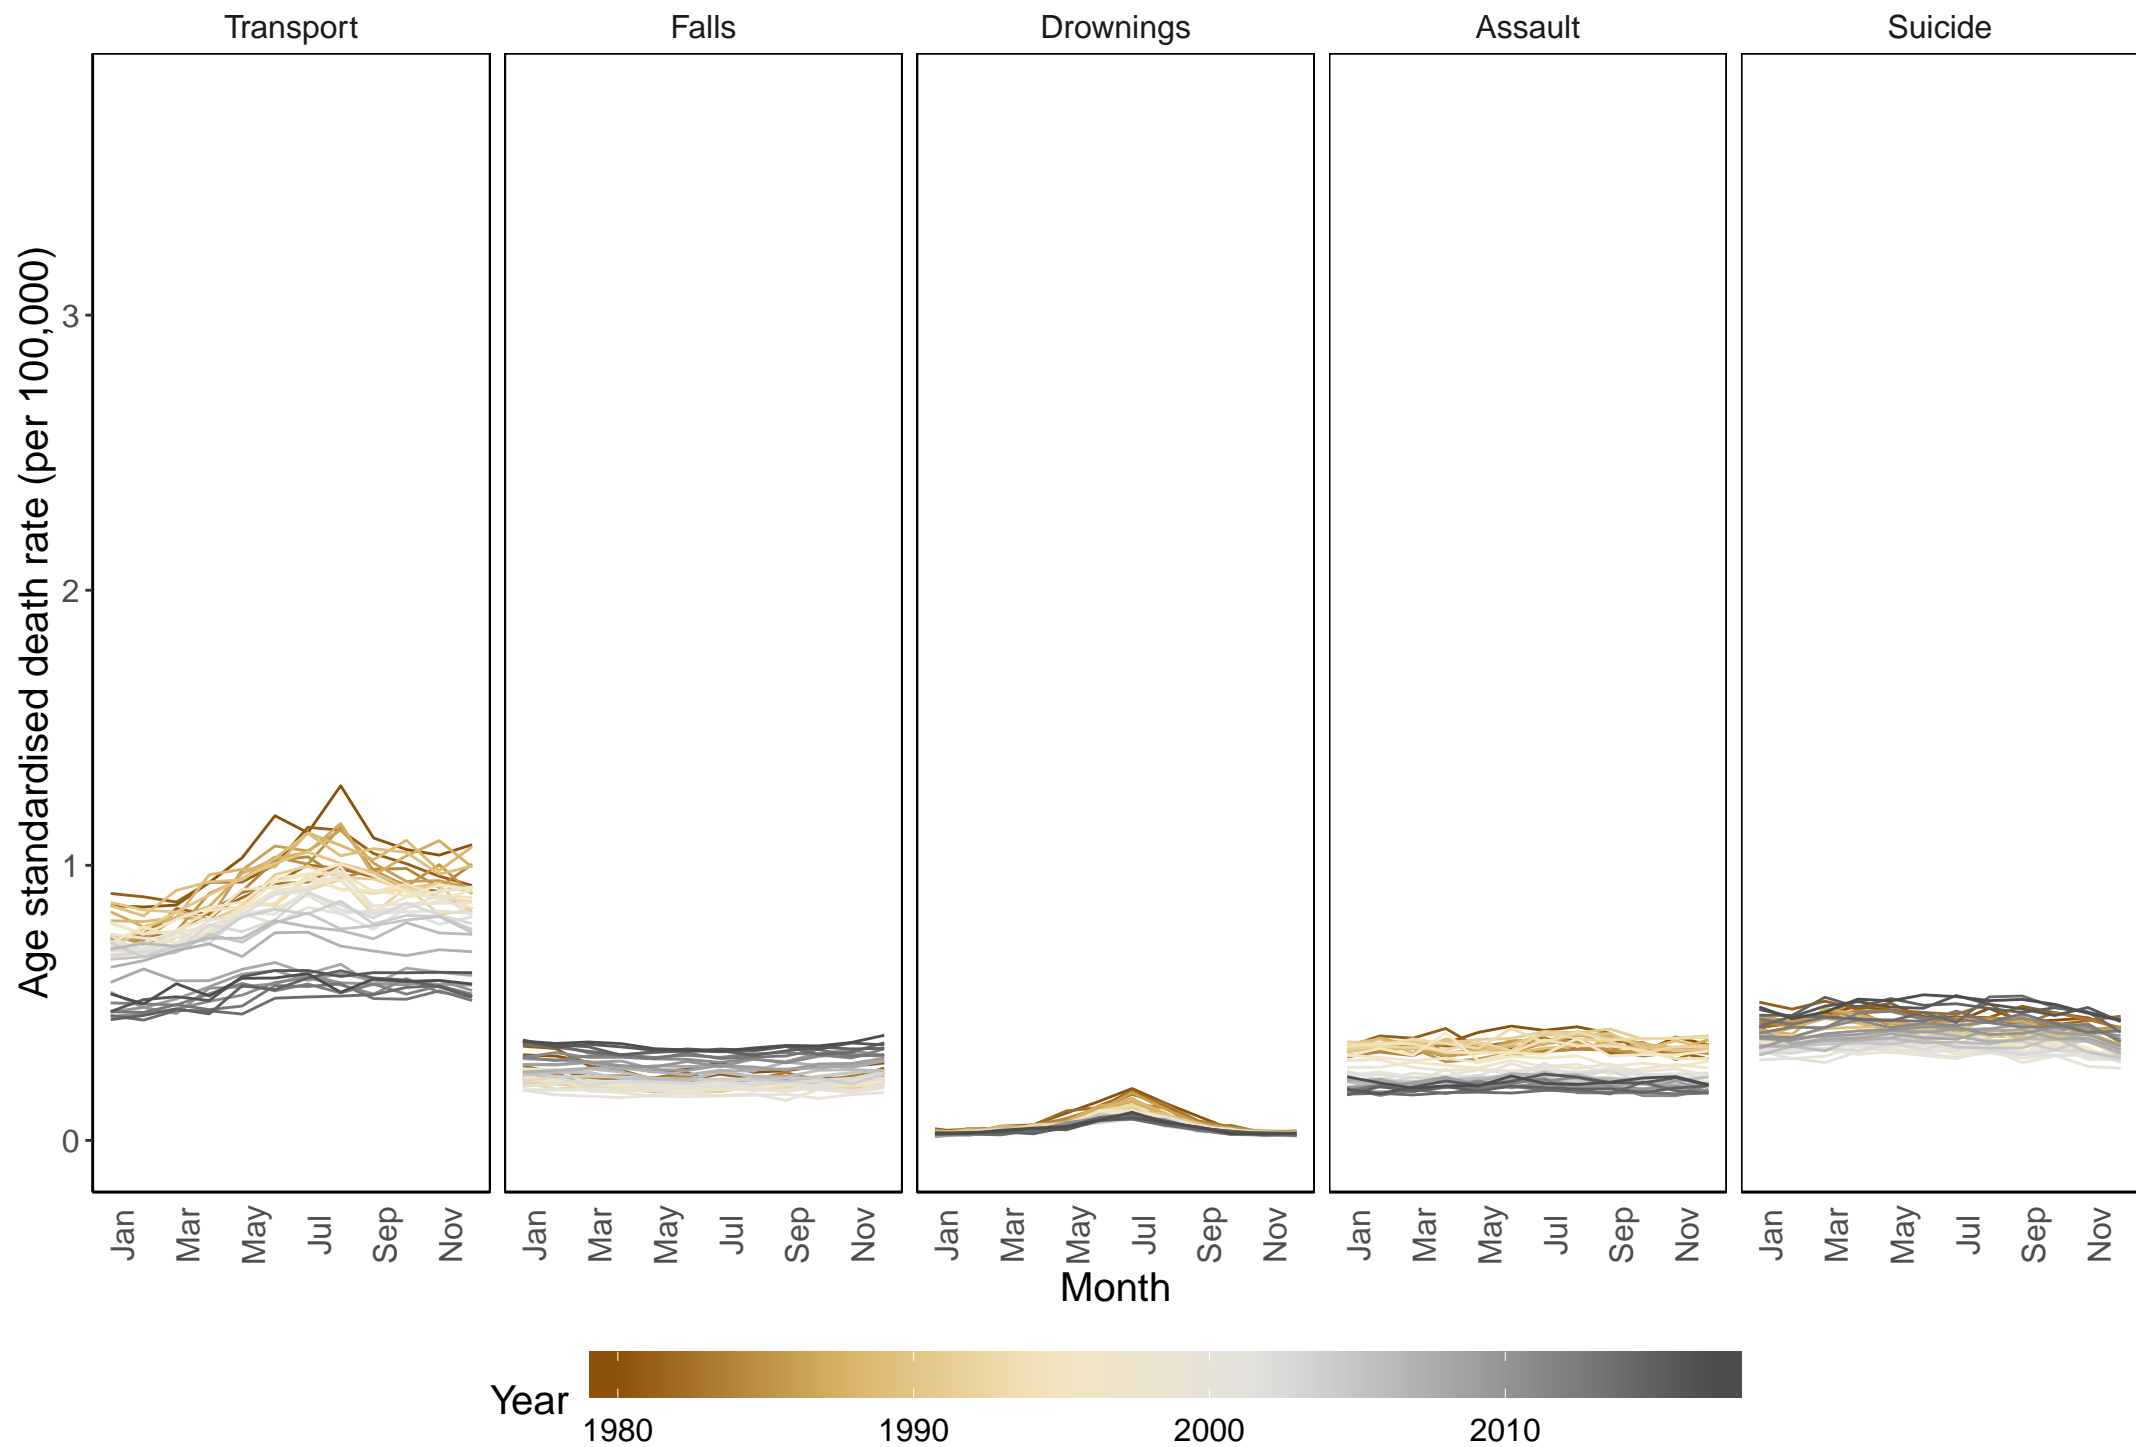 Transport Falls Drownings Assault Suicide
Age standardised death rate (per 100,000)
3
2
1
0
Jan Mar May Jul Sep Nov Jan Mar May Jul Sep Nov Jan Mar May Jul Sep Nov Jan Mar May Jul Sep Nov Jan Mar May Jul Sep Nov
Month
Year
1980 1990 2000 2010